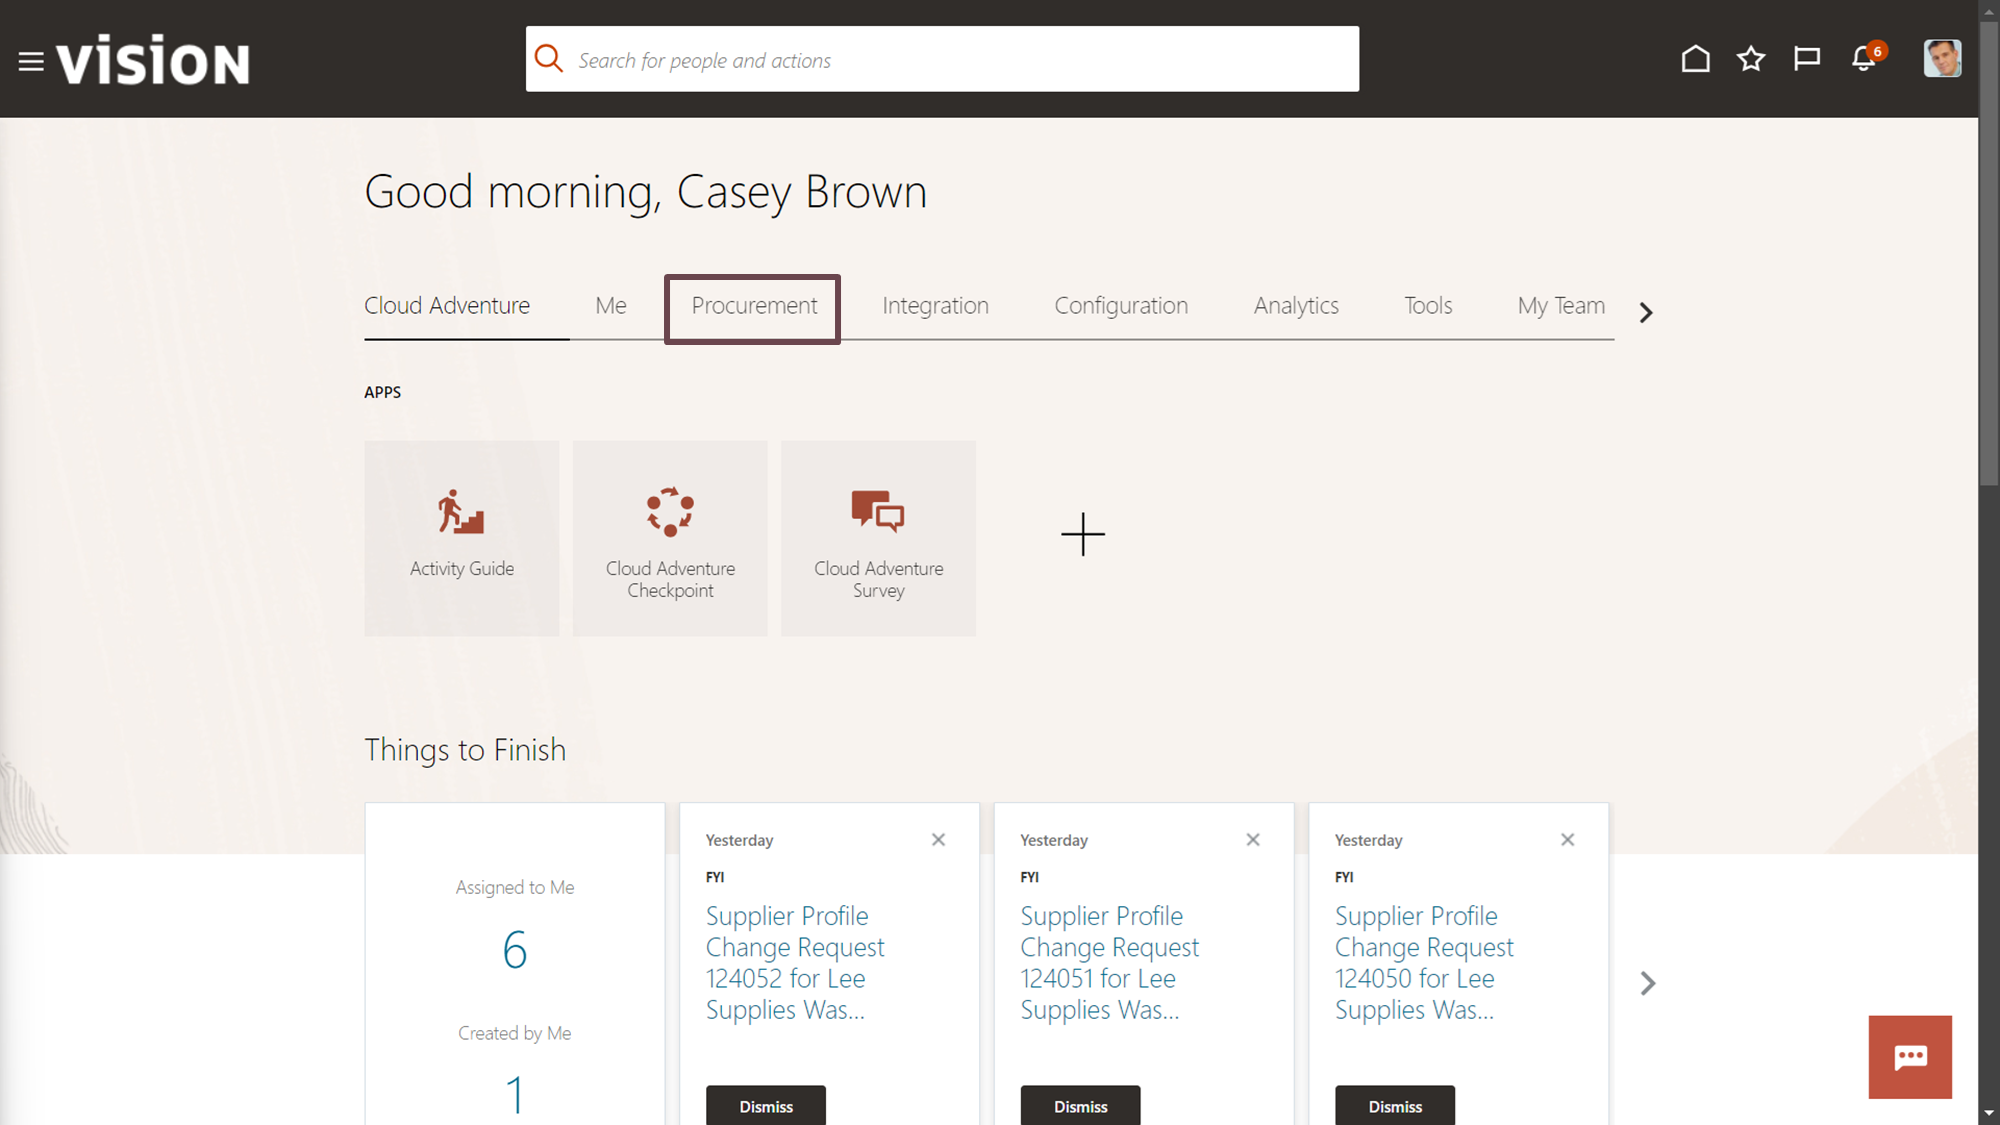 vision
Search for people and actions
6
Good morning, Casey Brown
Cloud Adventure Me Procurement Integration Configuration Analytics Tools My Team
APPS
Activity Guide
Cloud Adventure
Checkpoint
Cloud Adventure
Survey
Things to Finish
Assigned to Me
6
Created by Me
1
Yesterday
FYI
Supplier Profile
Change Request
124052 for Lee
Supplies Was...
Dismiss
Yesterday
FYI
Supplier Profile
Change Request
124051 for Lee
Supplies Was...
Dismiss
Yesterday
FYI
Supplier Profile
Change Request
124050 for Lee
Supplies Was...
Dismiss